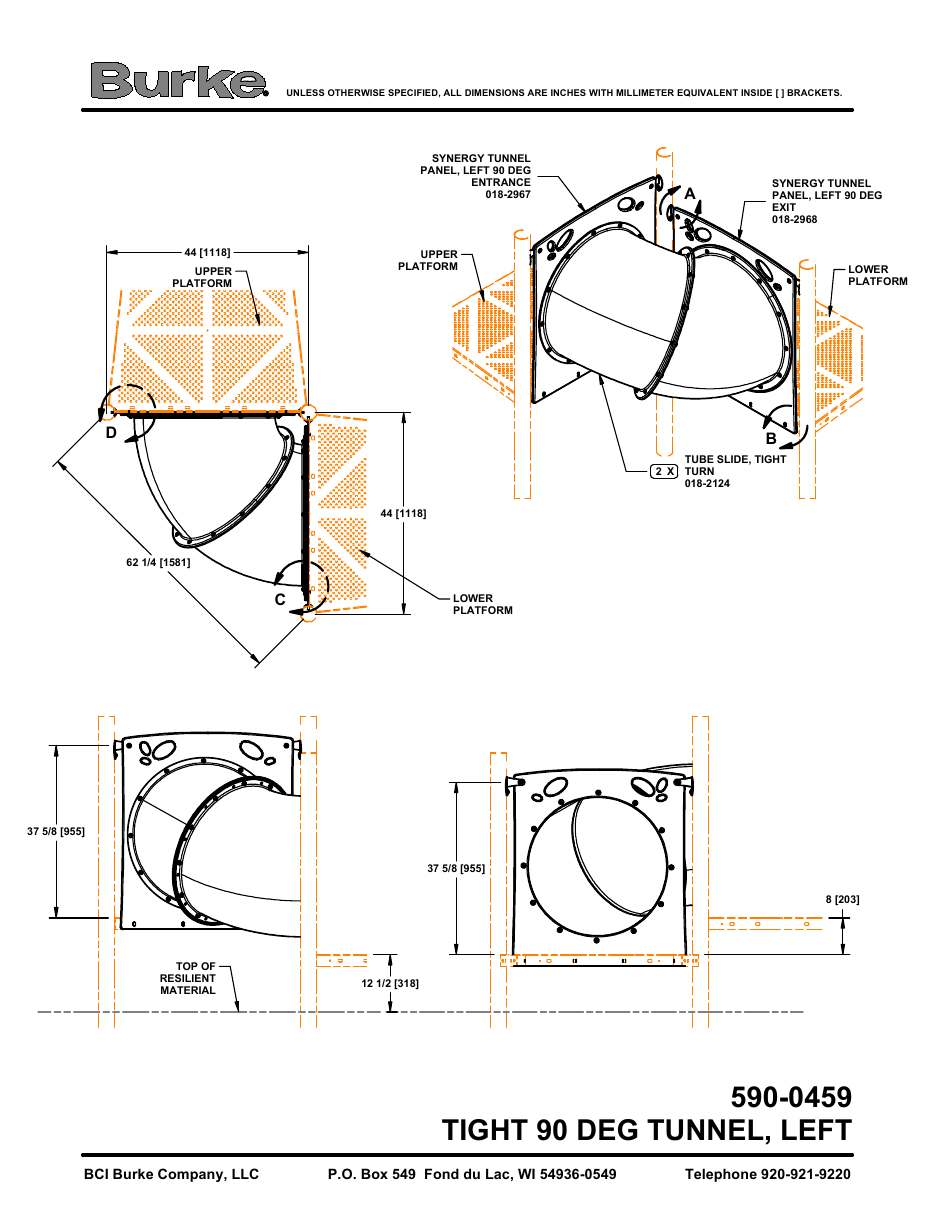 Burke
UNLESS OTHERWISE SPECIFIED, ALL DIMENSIONS ARE INCHES WITH MILLIMETER EQUIVALENT INSIDE [ ] BRACKETS.
SYNERGY TUNNEL
PANEL, LEFT 90 DEG
ENTRANCE
018-2967
A
SYNERGY TUNNEL
PANEL, LEFT 90 DEG
EXIT
018-2968
UPPER
PLATFORM
LOWER
PLATFORM
B
2 X
TUBE SLIDE, TIGHT
TURN
018-2124
44 [1118]
UPPER
PLATFORM
D
44 [1118]
62 1/4 [1581]
C
LOWER
PLATFORM
37 5/8 [955]
TOP OF
RESILIENT
MATERIAL
12 1/2 [318]
37 5/8 [955]
8 [203]
590-0459
TIGHT 90 DEG TUNNEL, LEFT
BCI Burke Company, LLC
P.O. Box 549 Fond du Lac, WI 54936-0549
Telephone 920-921-9220